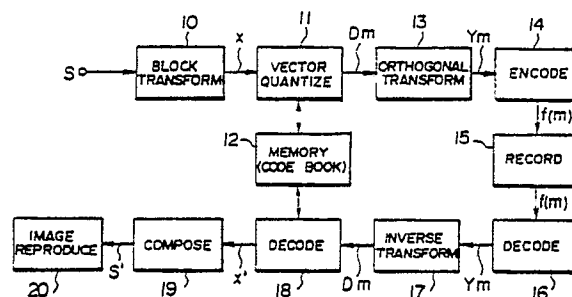 10
11
13
14
S
BLOCK TRANSFORM
x
VECTOR QUANTIZE
Dm
ORTHOGONAL TRANSFORM
Ym
ENCODE
f(m)
12
MEMORY (CODE BOOK)
15
RECORD
f(m)
IMAGE REPRODUCE
S'
COMPOSE
x'
DECODE
Dm
INVERSE TRANSFORM
Ym
DECODE
20
19
18
17
16